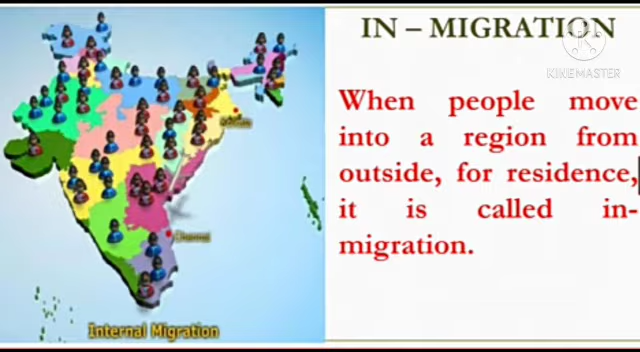 IN – MIGRATION
KINEMASTER
When people move
into a region from
outside, for residence,
it is called in-
migration.
Chennai
Internal Migration